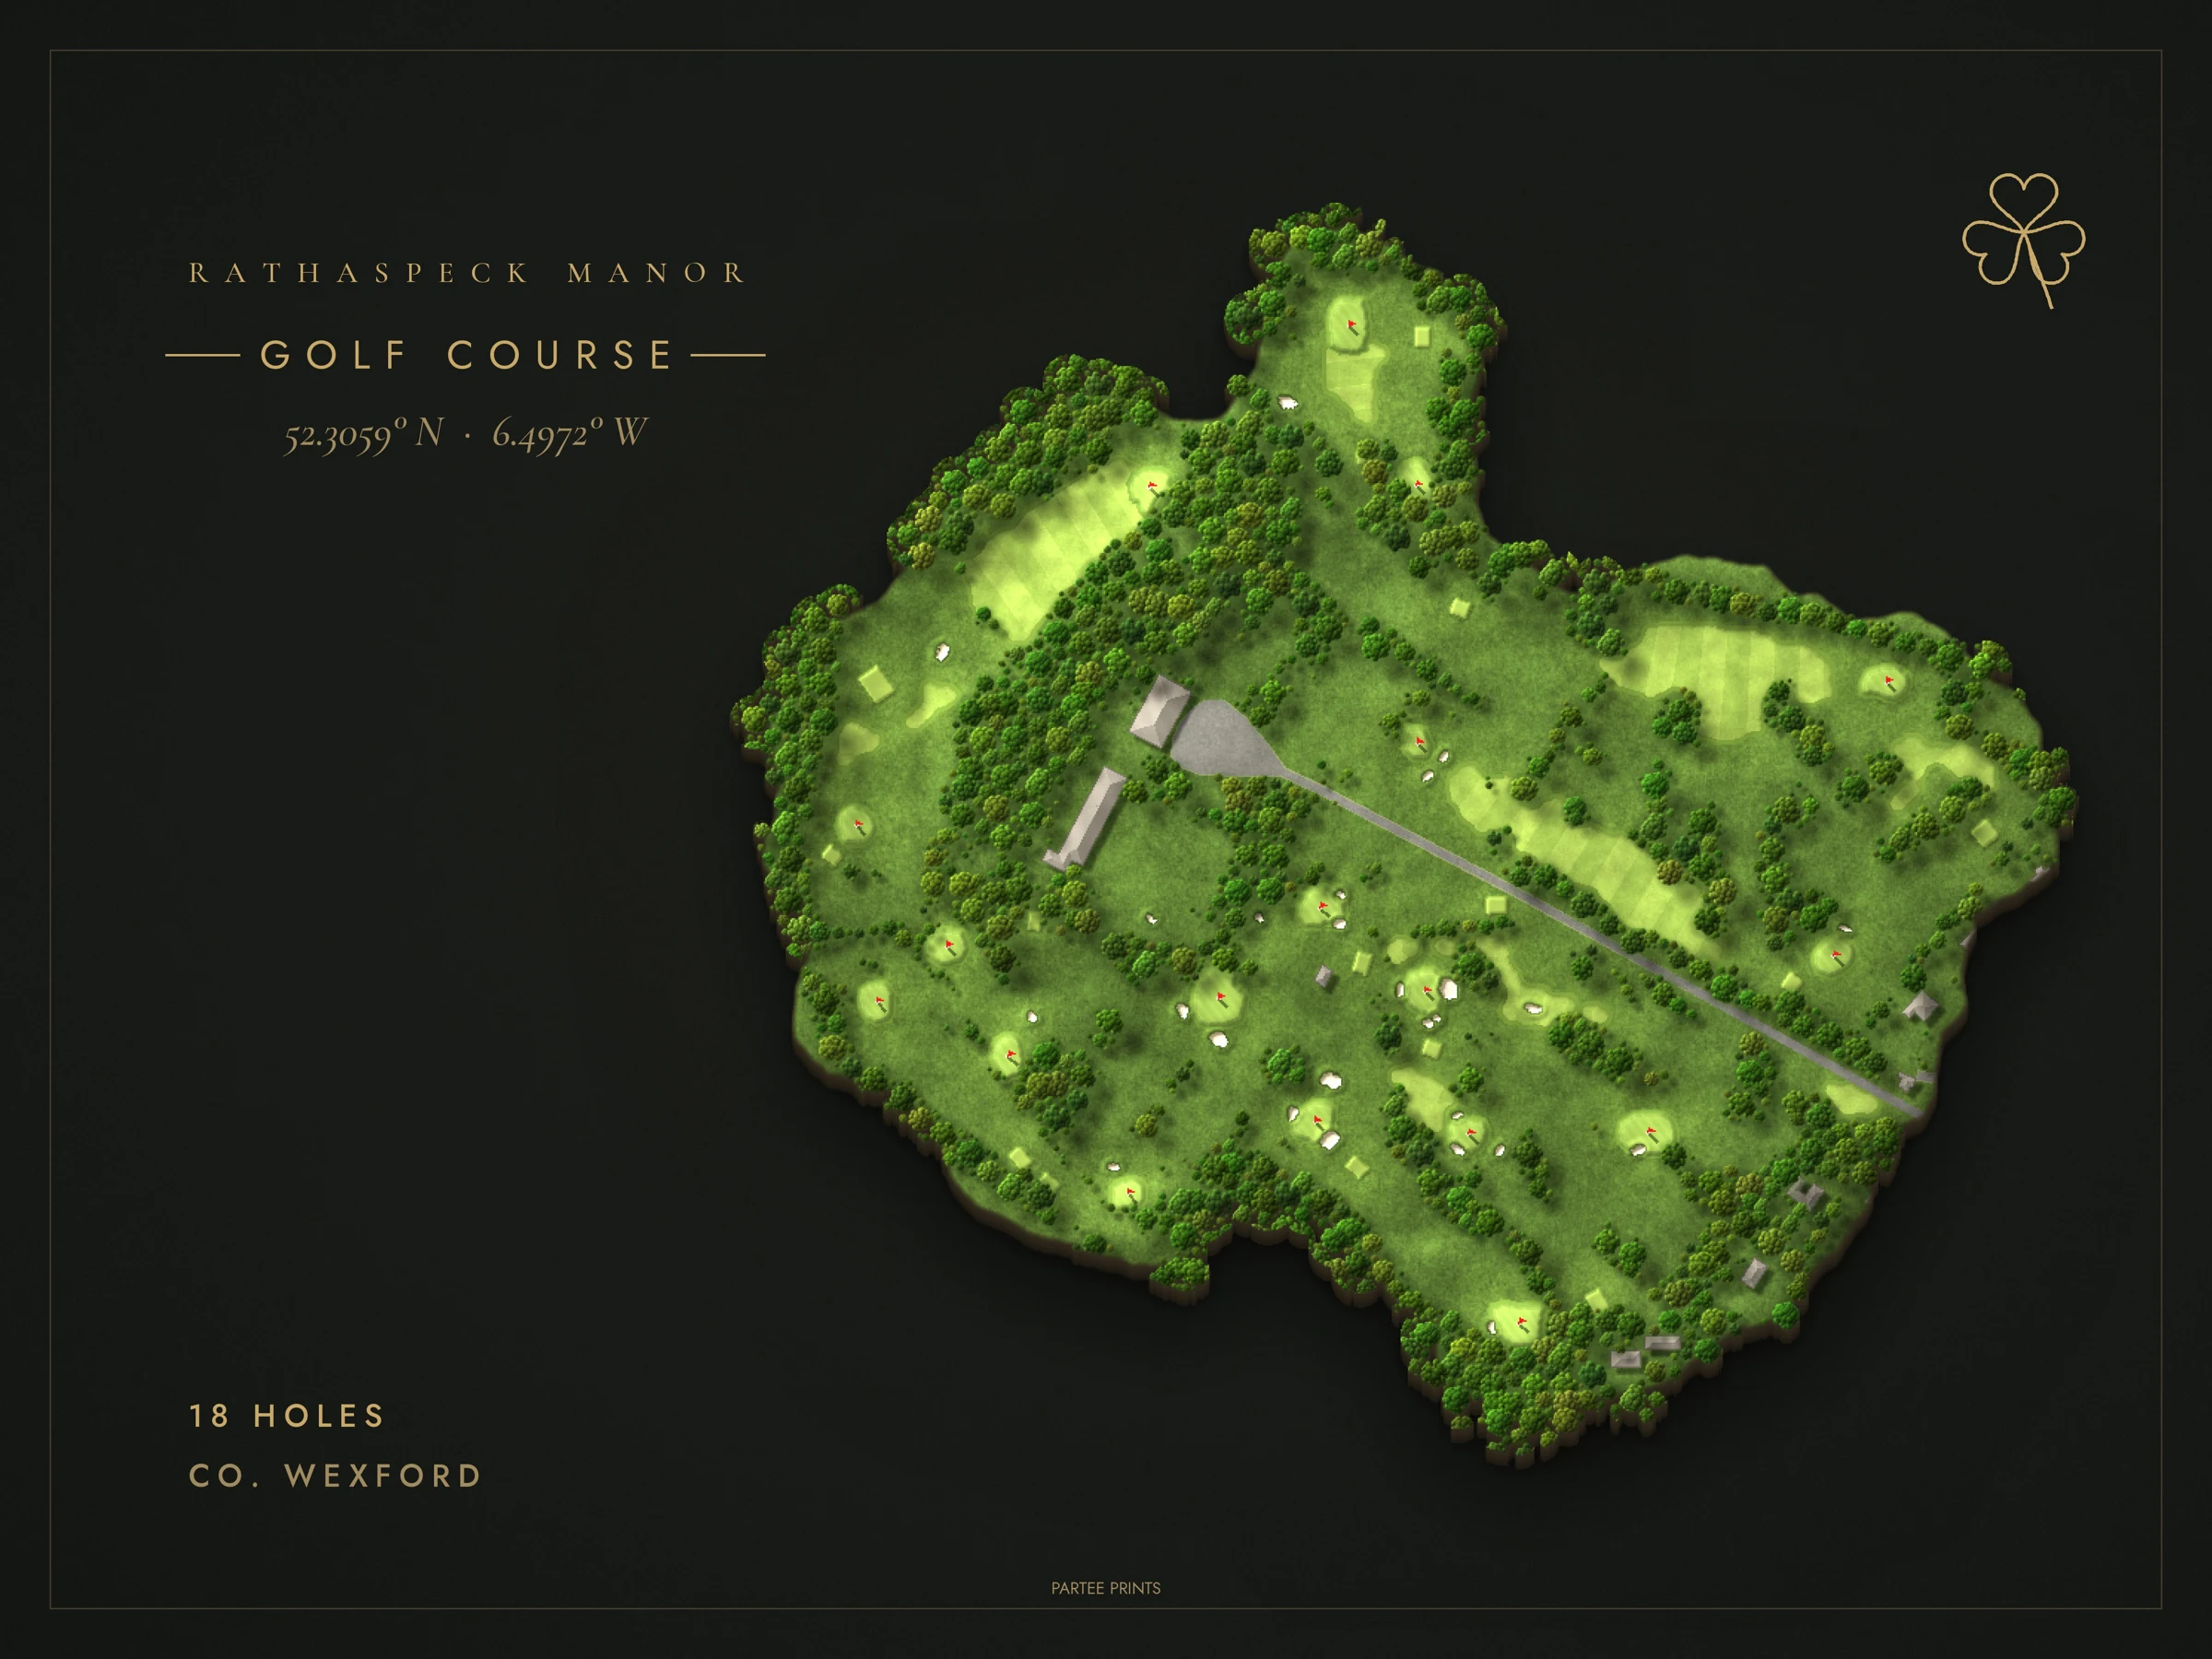 RATHASPECK MANOR
GOLF COURSE
52.3059° N · 6.4972° W
18 HOLES
CO. WEXFORD
PARTEE PRINTS